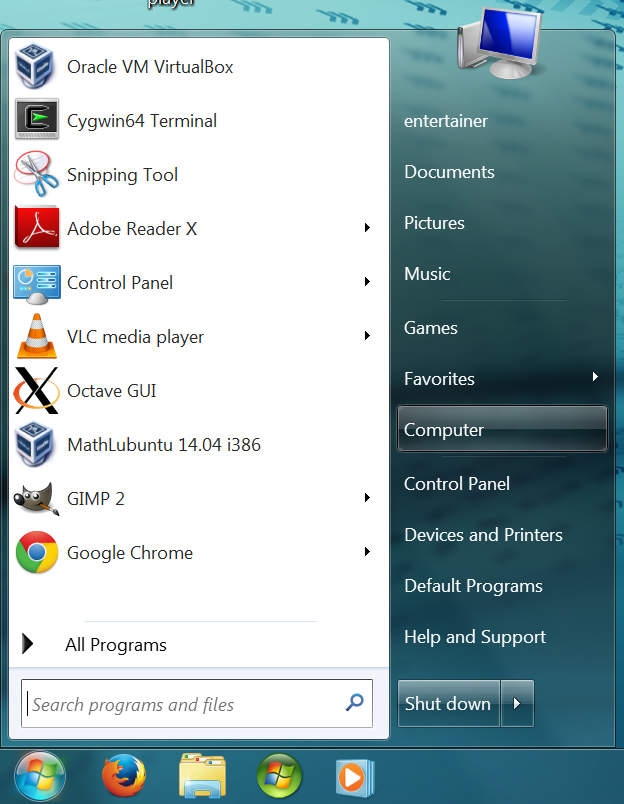 player
Oracle VM VirtualBox
Cygwin64 Terminal
Snipping Tool
Adobe Reader X
Control Panel
VLC media player
Octave GUI
MathLubuntu 14.04 i386
GIMP 2
Google Chrome
All Programs
Search programs and files
entertainer
Documents
Pictures
Music
Games
Favorites
Computer
Control Panel
Devices and Printers
Default Programs
Help and Support
Shut down